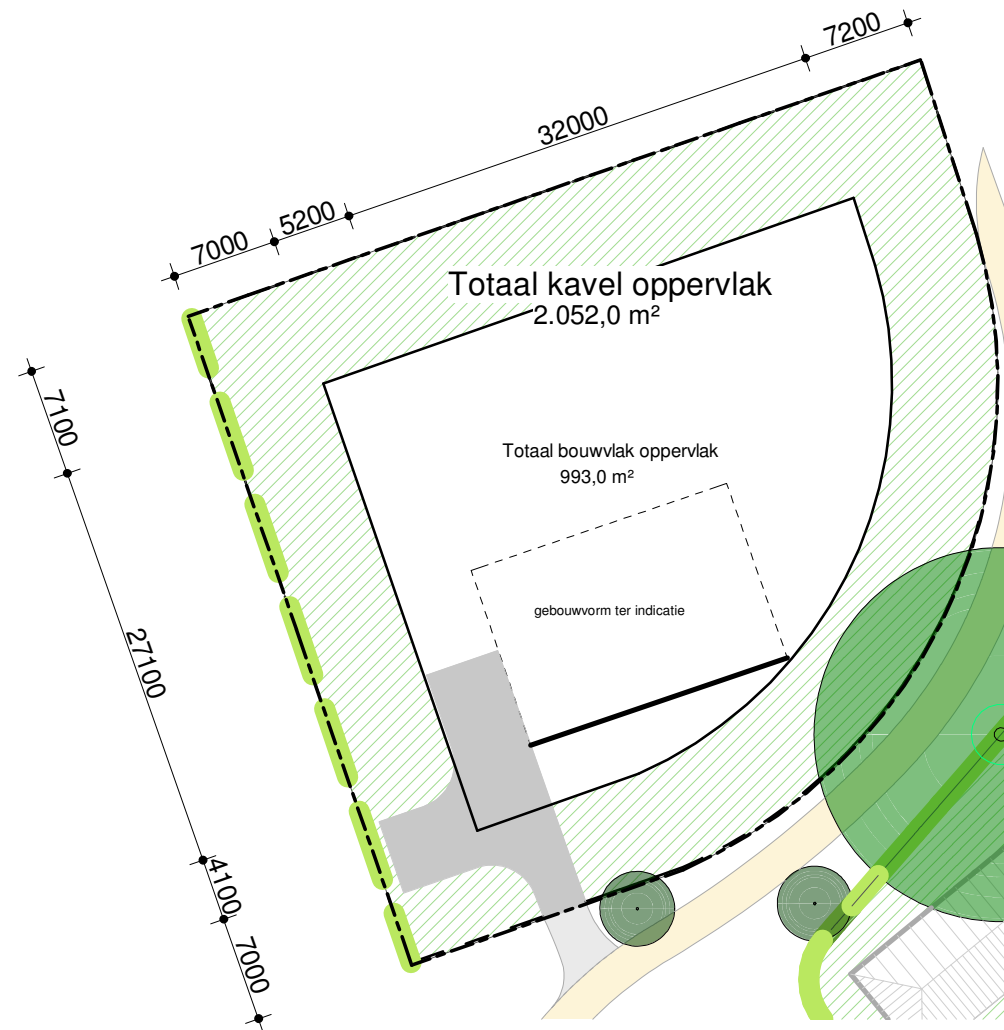 7200
32000
5200
7000
Totaal kavel oppervlak
2.052,0 m²
7100
Totaal bouwvlak oppervlak
993,0 m²
gebouwvorm ter indicatie
27100
4100
7000